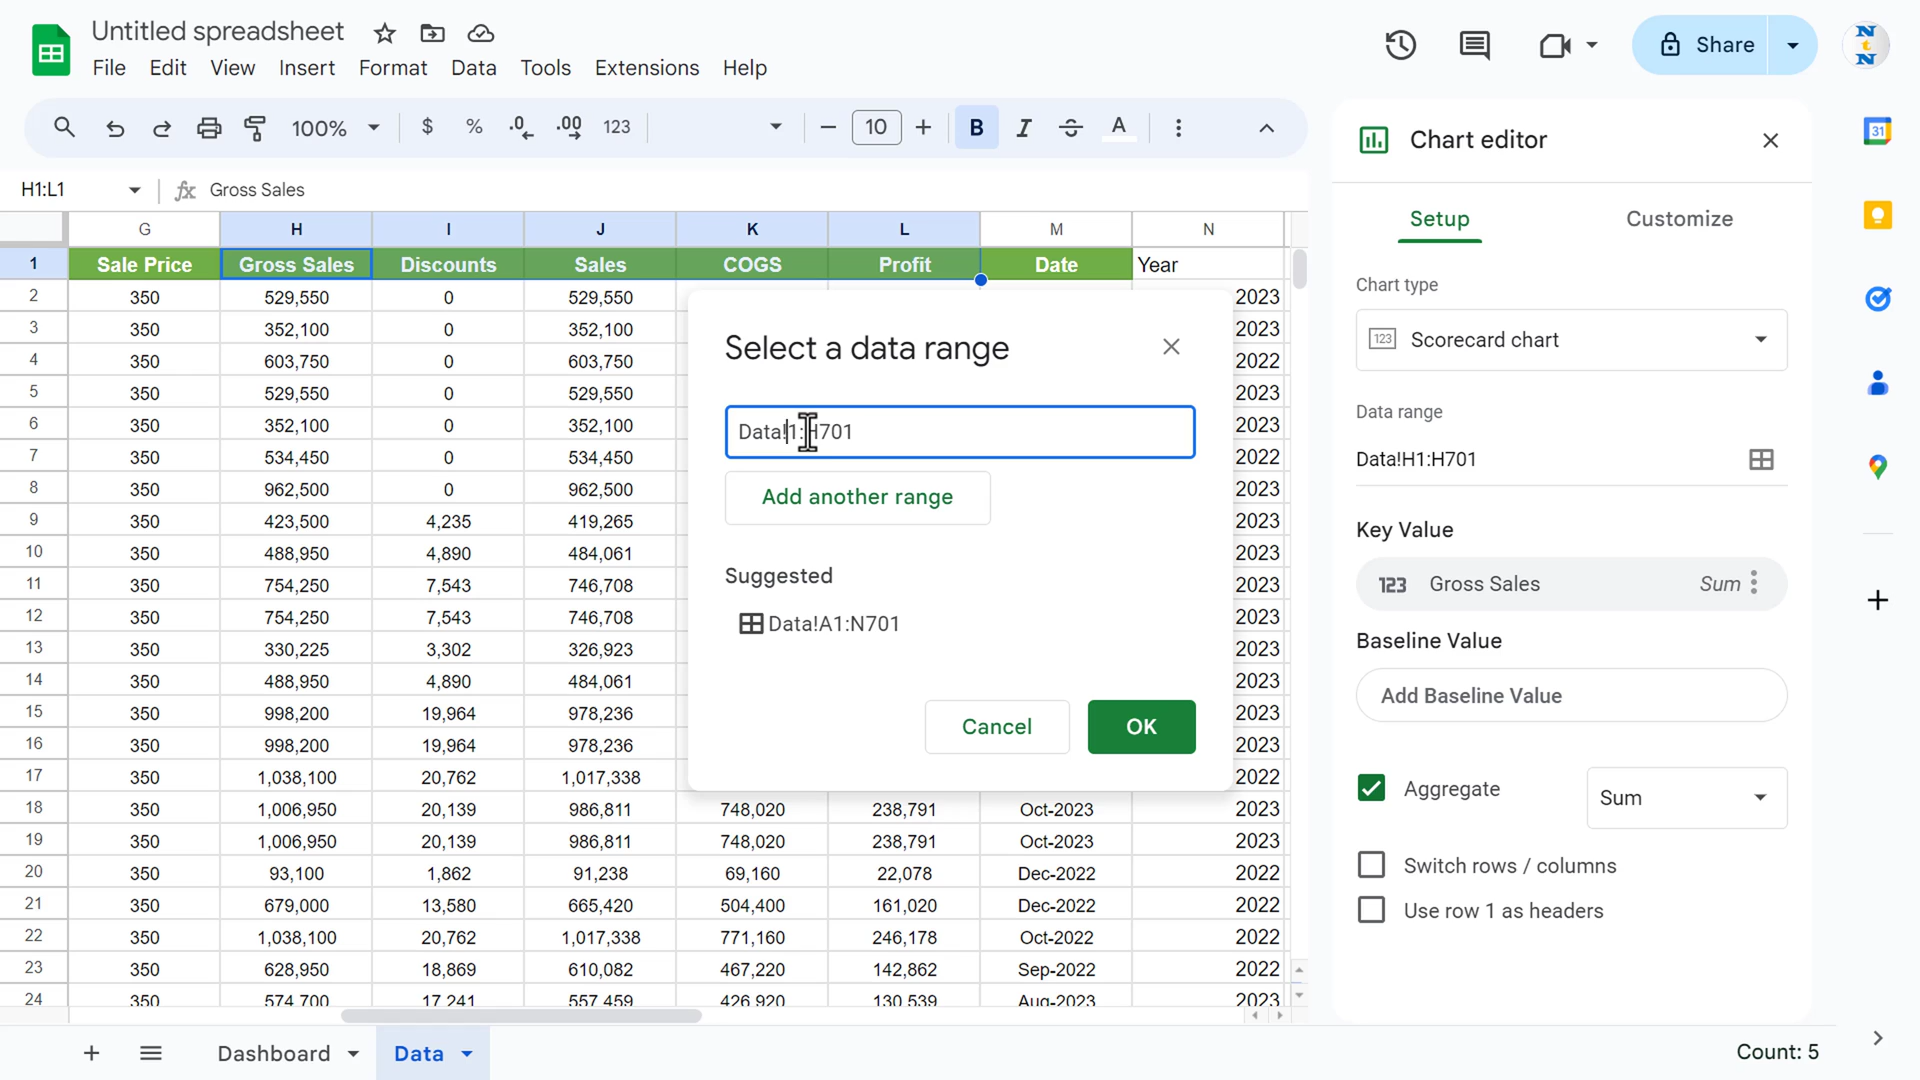 Untitled spreadsheet
File Edit View Insert Format Data Tools Extensions Help
Share
N
t
N
100% $ % .0 .00 123 10 B I S A
31
H1:L1 fx Gross Sales
G H I J K L M N
1 Sale Price Gross Sales Discounts Sales COGS Profit Date Year
2 350 529,550 0 529,550 2023
3 350 352,100 0 352,100 2023
4 350 603,750 0 603,750 2022
5 350 529,550 0 529,550 2023
6 350 352,100 0 352,100 2023
7 350 534,450 0 534,450 2022
8 350 962,500 0 962,500 2023
9 350 423,500 4,235 419,265 2023
10 350 488,950 4,890 484,061 2023
11 350 754,250 7,543 746,708 2023
12 350 754,250 7,543 746,708 2023
13 350 330,225 3,302 326,923 2023
14 350 488,950 4,890 484,061 2023
15 350 998,200 19,964 978,236 2023
16 350 998,200 19,964 978,236 2023
17 350 1,038,100 20,762 1,017,338 2022
18 350 1,006,950 20,139 986,811 748,020 238,791 Oct-2023 2023
19 350 1,006,950 20,139 986,811 748,020 238,791 Oct-2023 2023
20 350 93,100 1,862 91,238 69,160 22,078 Dec-2022 2022
21 350 679,000 13,580 665,420 504,400 161,020 Dec-2022 2022
22 350 1,038,100 20,762 1,017,338 771,160 246,178 Oct-2022 2022
23 350 628,950 18,869 610,082 467,220 142,862 Sep-2022 2022
24 350 574,700 17,241 557,459 426,920 130,539 Aug-2023 2023
Select a data range
Data!1:H701
Add another range
Suggested
Data!A1:N701
Cancel OK
Chart editor
Setup Customize
Chart type
123 Scorecard chart
Data range
Data!H1:H701
Key Value
123 Gross Sales Sum
Baseline Value
Add Baseline Value
Aggregate Sum
Switch rows / columns
Use row 1 as headers
Dashboard Data Count: 5